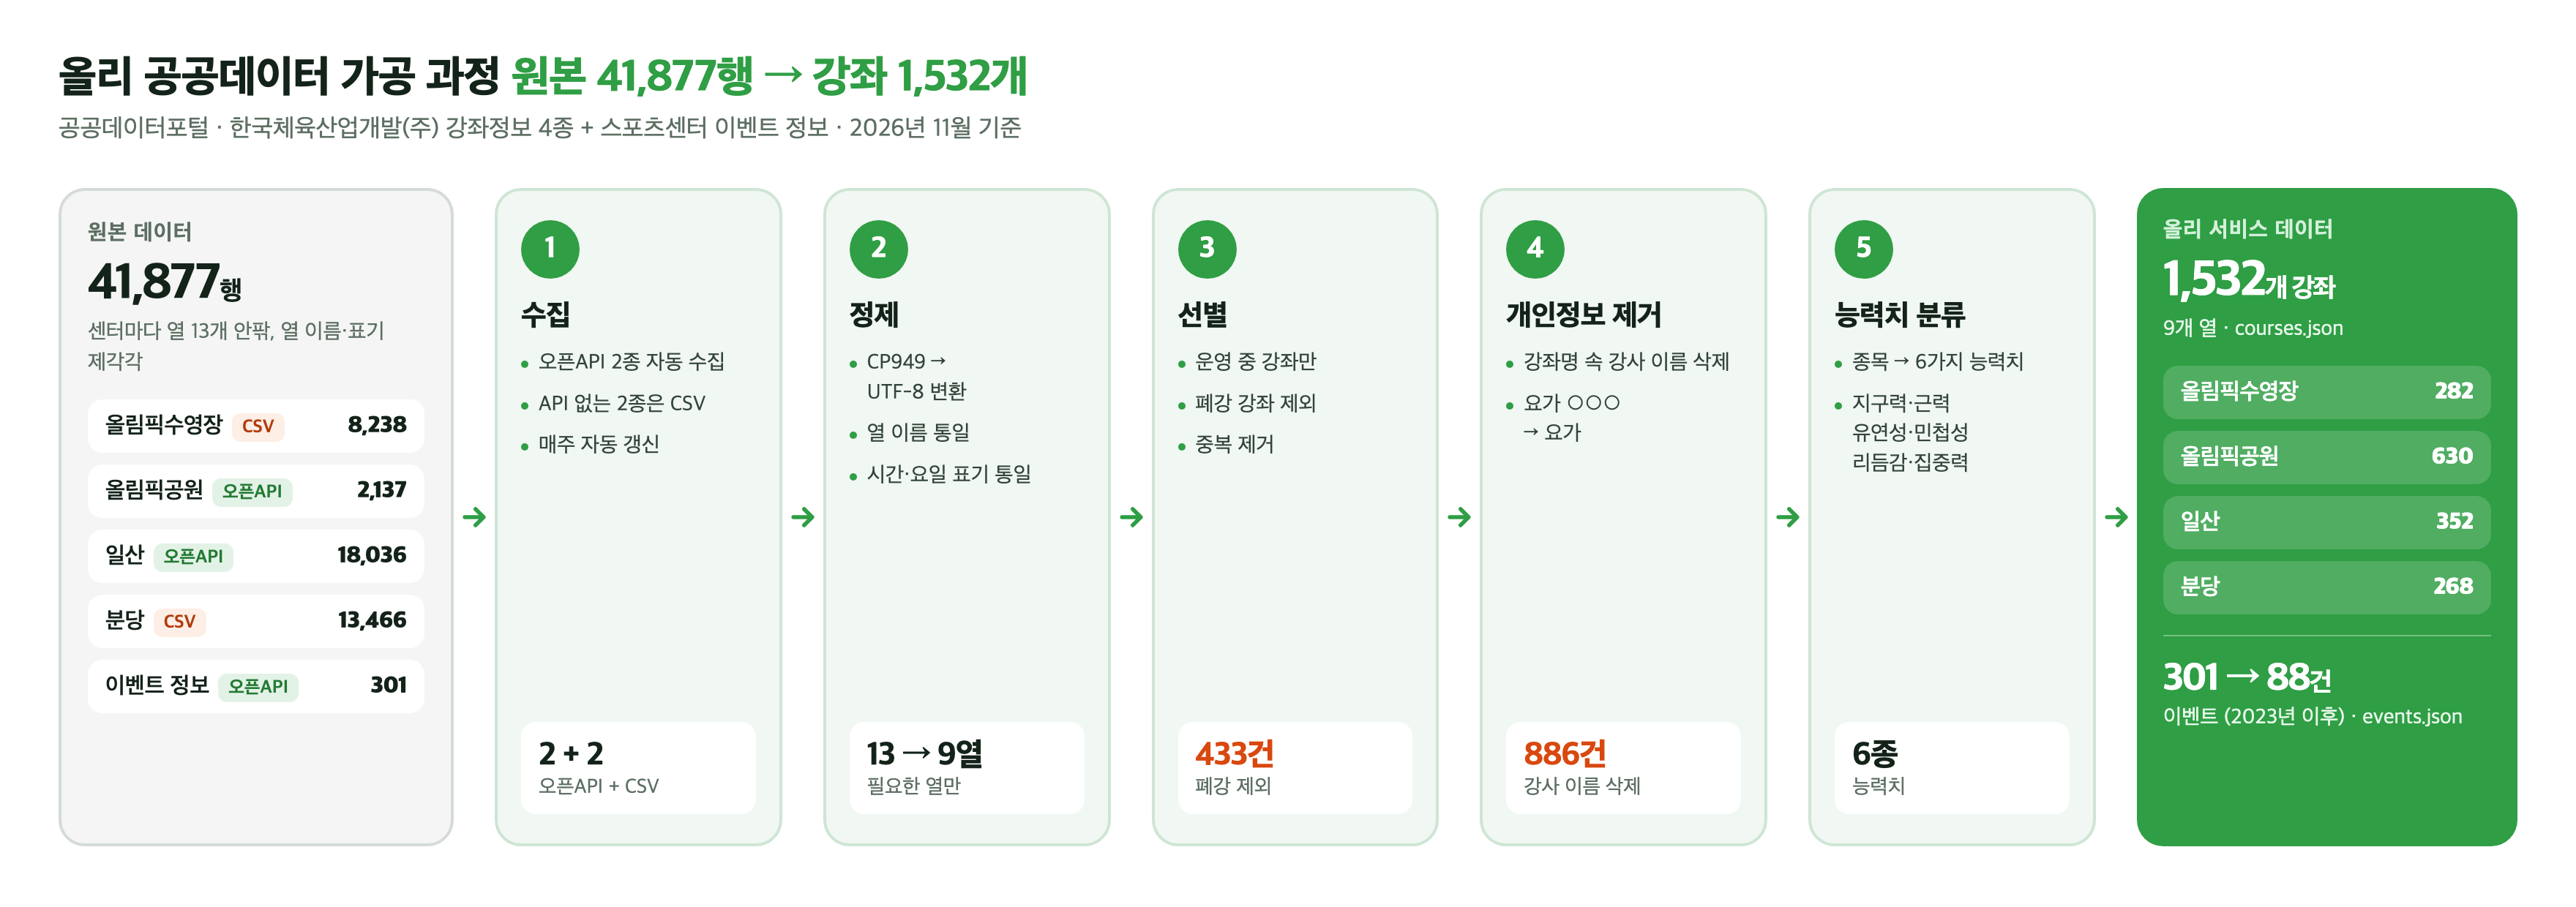 올리 공공데이터 가공 과정 원본 41,877행 → 강좌 1,532개
공공데이터포털 · 한국체육산업개발(주) 강좌정보 4종 + 스포츠센터 이벤트 정보 · 2026년 11월 기준
원본 데이터
41,877행
센터마다 열 13개 안팎, 열 이름·표기
제각각
올림픽수영장 CSV 8,238
올림픽공원 오픈API 2,137
일산 오픈API 18,036
분당 CSV 13,466
이벤트 정보 오픈API 301
→
1
수집
• 오픈API 2종 자동 수집
• API 없는 2종은 CSV
• 매주 자동 갱신
2 + 2
오픈API + CSV
→
2
정제
• CP949 →
UTF-8 변환
• 열 이름 통일
• 시간·요일 표기 통일
13 → 9열
필요한 열만
→
3
선별
• 운영 중 강좌만
• 폐강 강좌 제외
• 중복 제거
433건
폐강 제외
→
4
개인정보 제거
• 강좌명 속 강사 이름 삭제
• 요가 ○○○
→ 요가
886건
강사 이름 삭제
→
5
능력치 분류
• 종목 → 6가지 능력치
• 지구력·근력
유연성·민첩성
리듬감·집중력
6종
능력치
→
올리 서비스 데이터
1,532개 강좌
9개 열 · courses.json
올림픽수영장 282
올림픽공원 630
일산 352
분당 268
301 → 88건
이벤트 (2023년 이후) · events.json